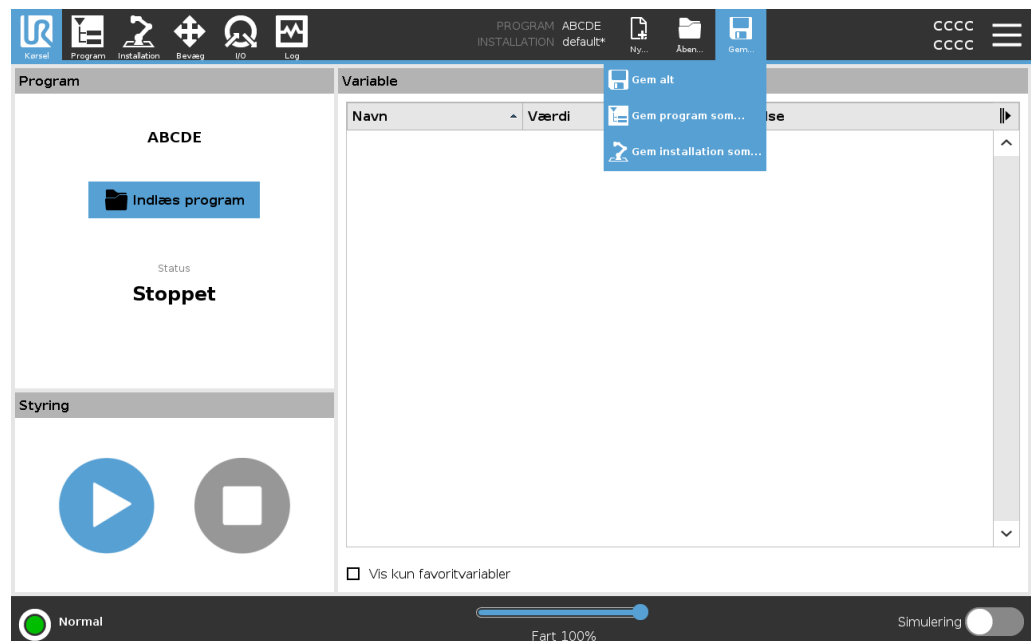 PROGRAM ABCDE
INSTALLATION default*
CCCC
CCCC
Kørsel
Program
Installation
Bevæg
I/O
Log
Ny...
Åben...
Gem...
Gem alt
Gem program som...
Gem installation som...
Program
ABCDE
Indlæs program
Status
Stoppet
Variable
Navn
Værdi
lse
Styring
Vis kun favoritvariabler
Normal
Fart 100%
Simulering